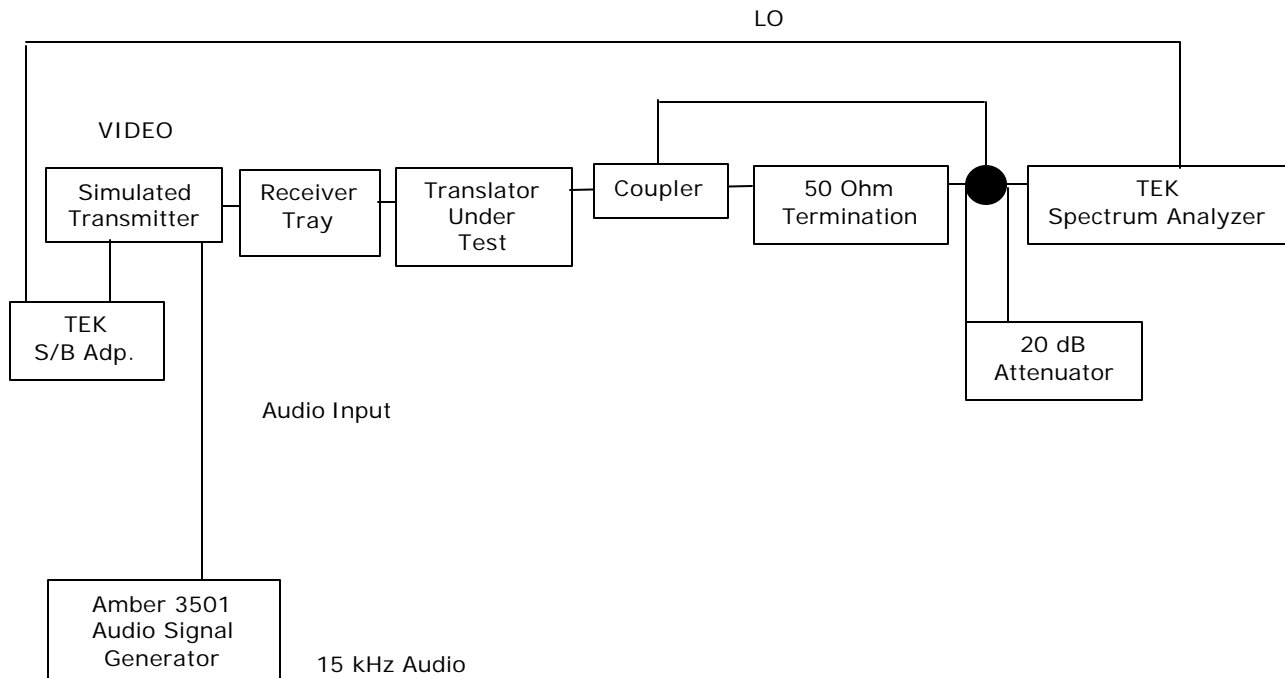 LO
VIDEO
Simulated
Transmitter
Receiver
Tray
Translator
Under
Test
Coupler
50 Ohm
Termination
TEK
Spectrum Analyzer
TEK
S/B Adp.
20 dB
Attenuator
Audio Input
Amber 3501
Audio Signal
Generator
15 kHz Audio